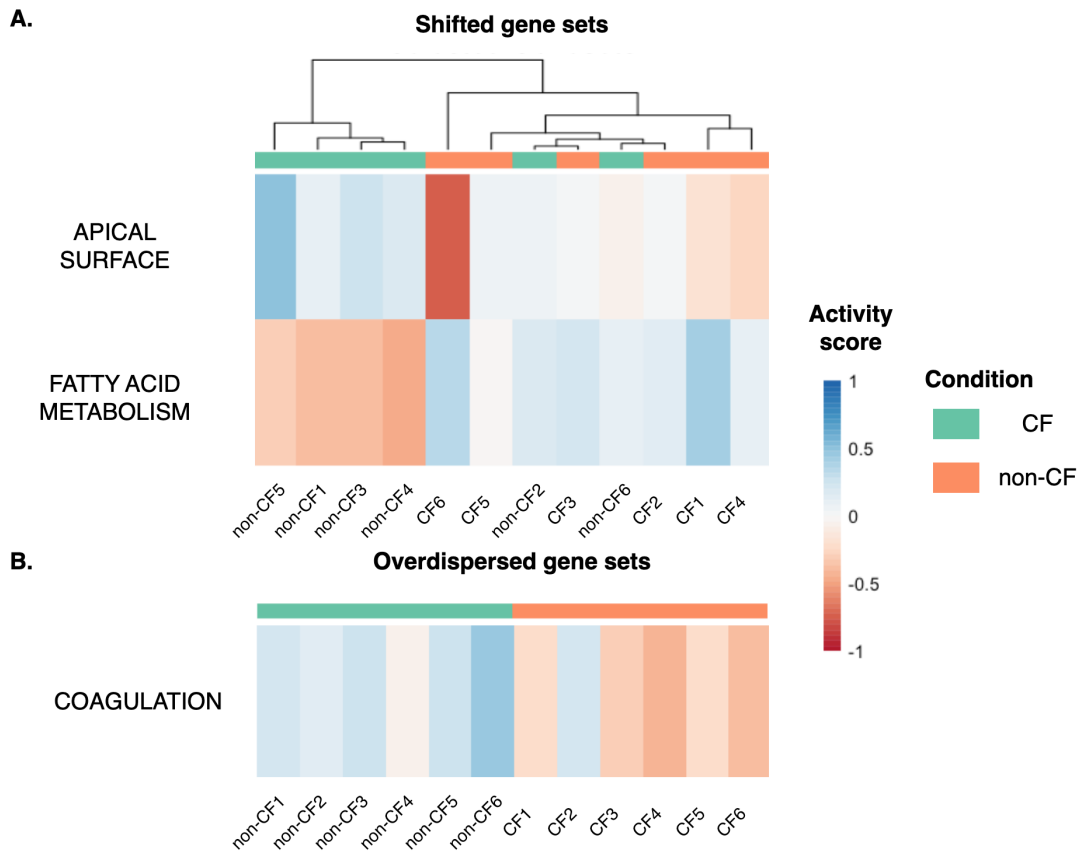 A.
Shifted gene sets
APICAL
SURFACE
FATTY ACID
METABOLISM
non-CF5
non-CF1
non-CF3
non-CF4
CF6
CF5
non-CF2
CF3
non-CF6
CF2
CF1
CF4
Activity
score
1
0.5
0
-0.5
-1
Condition
CF
non-CF
B.
Overdispersed gene sets
COAGULATION
non-CF1
non-CF2
non-CF3
non-CF4
non-CF5
non-CF6
CF1
CF2
CF3
CF4
CF5
CF6